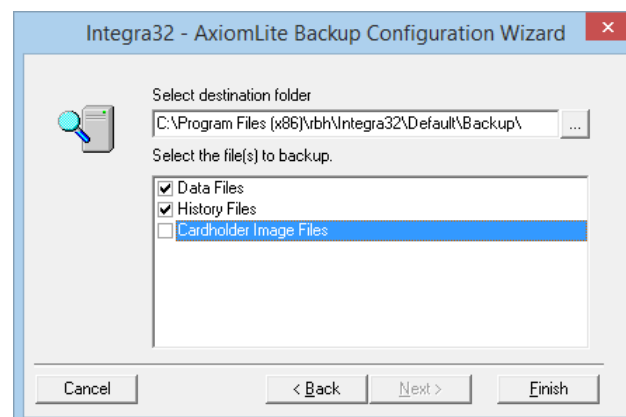 Integra32 - AxiomLite Backup Configuration Wizard
Select destination folder
C:\Program Files (x86)\rbh\Integra32\Default\Backup\ ...
Select the file(s) to backup.
Data Files
History Files
Cardholder Image Files
Cancel < Back Next > Finish